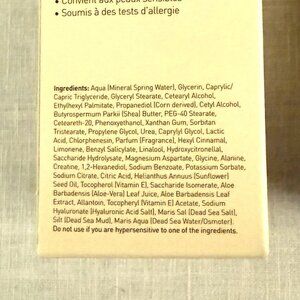 • Convient aux peaux sensibles
• Soumis à des tests d'allergie
Ingredients: Aqua (Mineral Spring Water), Glycerin, Caprylic/
Capric Triglyceride, Glyceryl Stearate, Cetearyl Alcohol,
Ethylhexyl Palmitate, Propanediol (Corn derived), Cetyl Alcohol,
Butyrospermum Parkii (Shea) Butter, PEG-40 Stearate,
Ceteareth-20, Phenoxyethanol, Xanthan Gum, Sorbitan
Tristearate, Propylene Glycol, Urea, Caprylyl Glycol, Lactic
Acid, Chlorphenesin, Parfum (Fragrance), Hexyl Cinnamal,
Limonene, Benzyl Salicylate, Linalool, Hydroxycitronellal,
Saccharide Hydrolysate, Magnesium Aspartate, Glycine, Alanine,
Creatine, 1,2-Hexanediol, Sodium Benzoate, Potassium Sorbate,
Sodium Citrate, Citric Acid, Helianthus Annuus (Sunflower)
Seed Oil, Tocopherol (Vitamin E), Saccharide Isomerate, Aloe
Barbadensis (Aloe-Vera) Leaf Juice, Aloe Barbadensis Leaf
Extract, Allantoin, Tocopheryl (Vitamin E) Acetate, Sodium
Hyaluronate [Hyaluronic Acid] Salt), Maris Sal (Dead Sea Salt),
Silt (Dead Sea Mud), Maris Aqua (Dead Sea Water/Osmoter).
Do not use if you are hypersensitive to one of the ingredients.